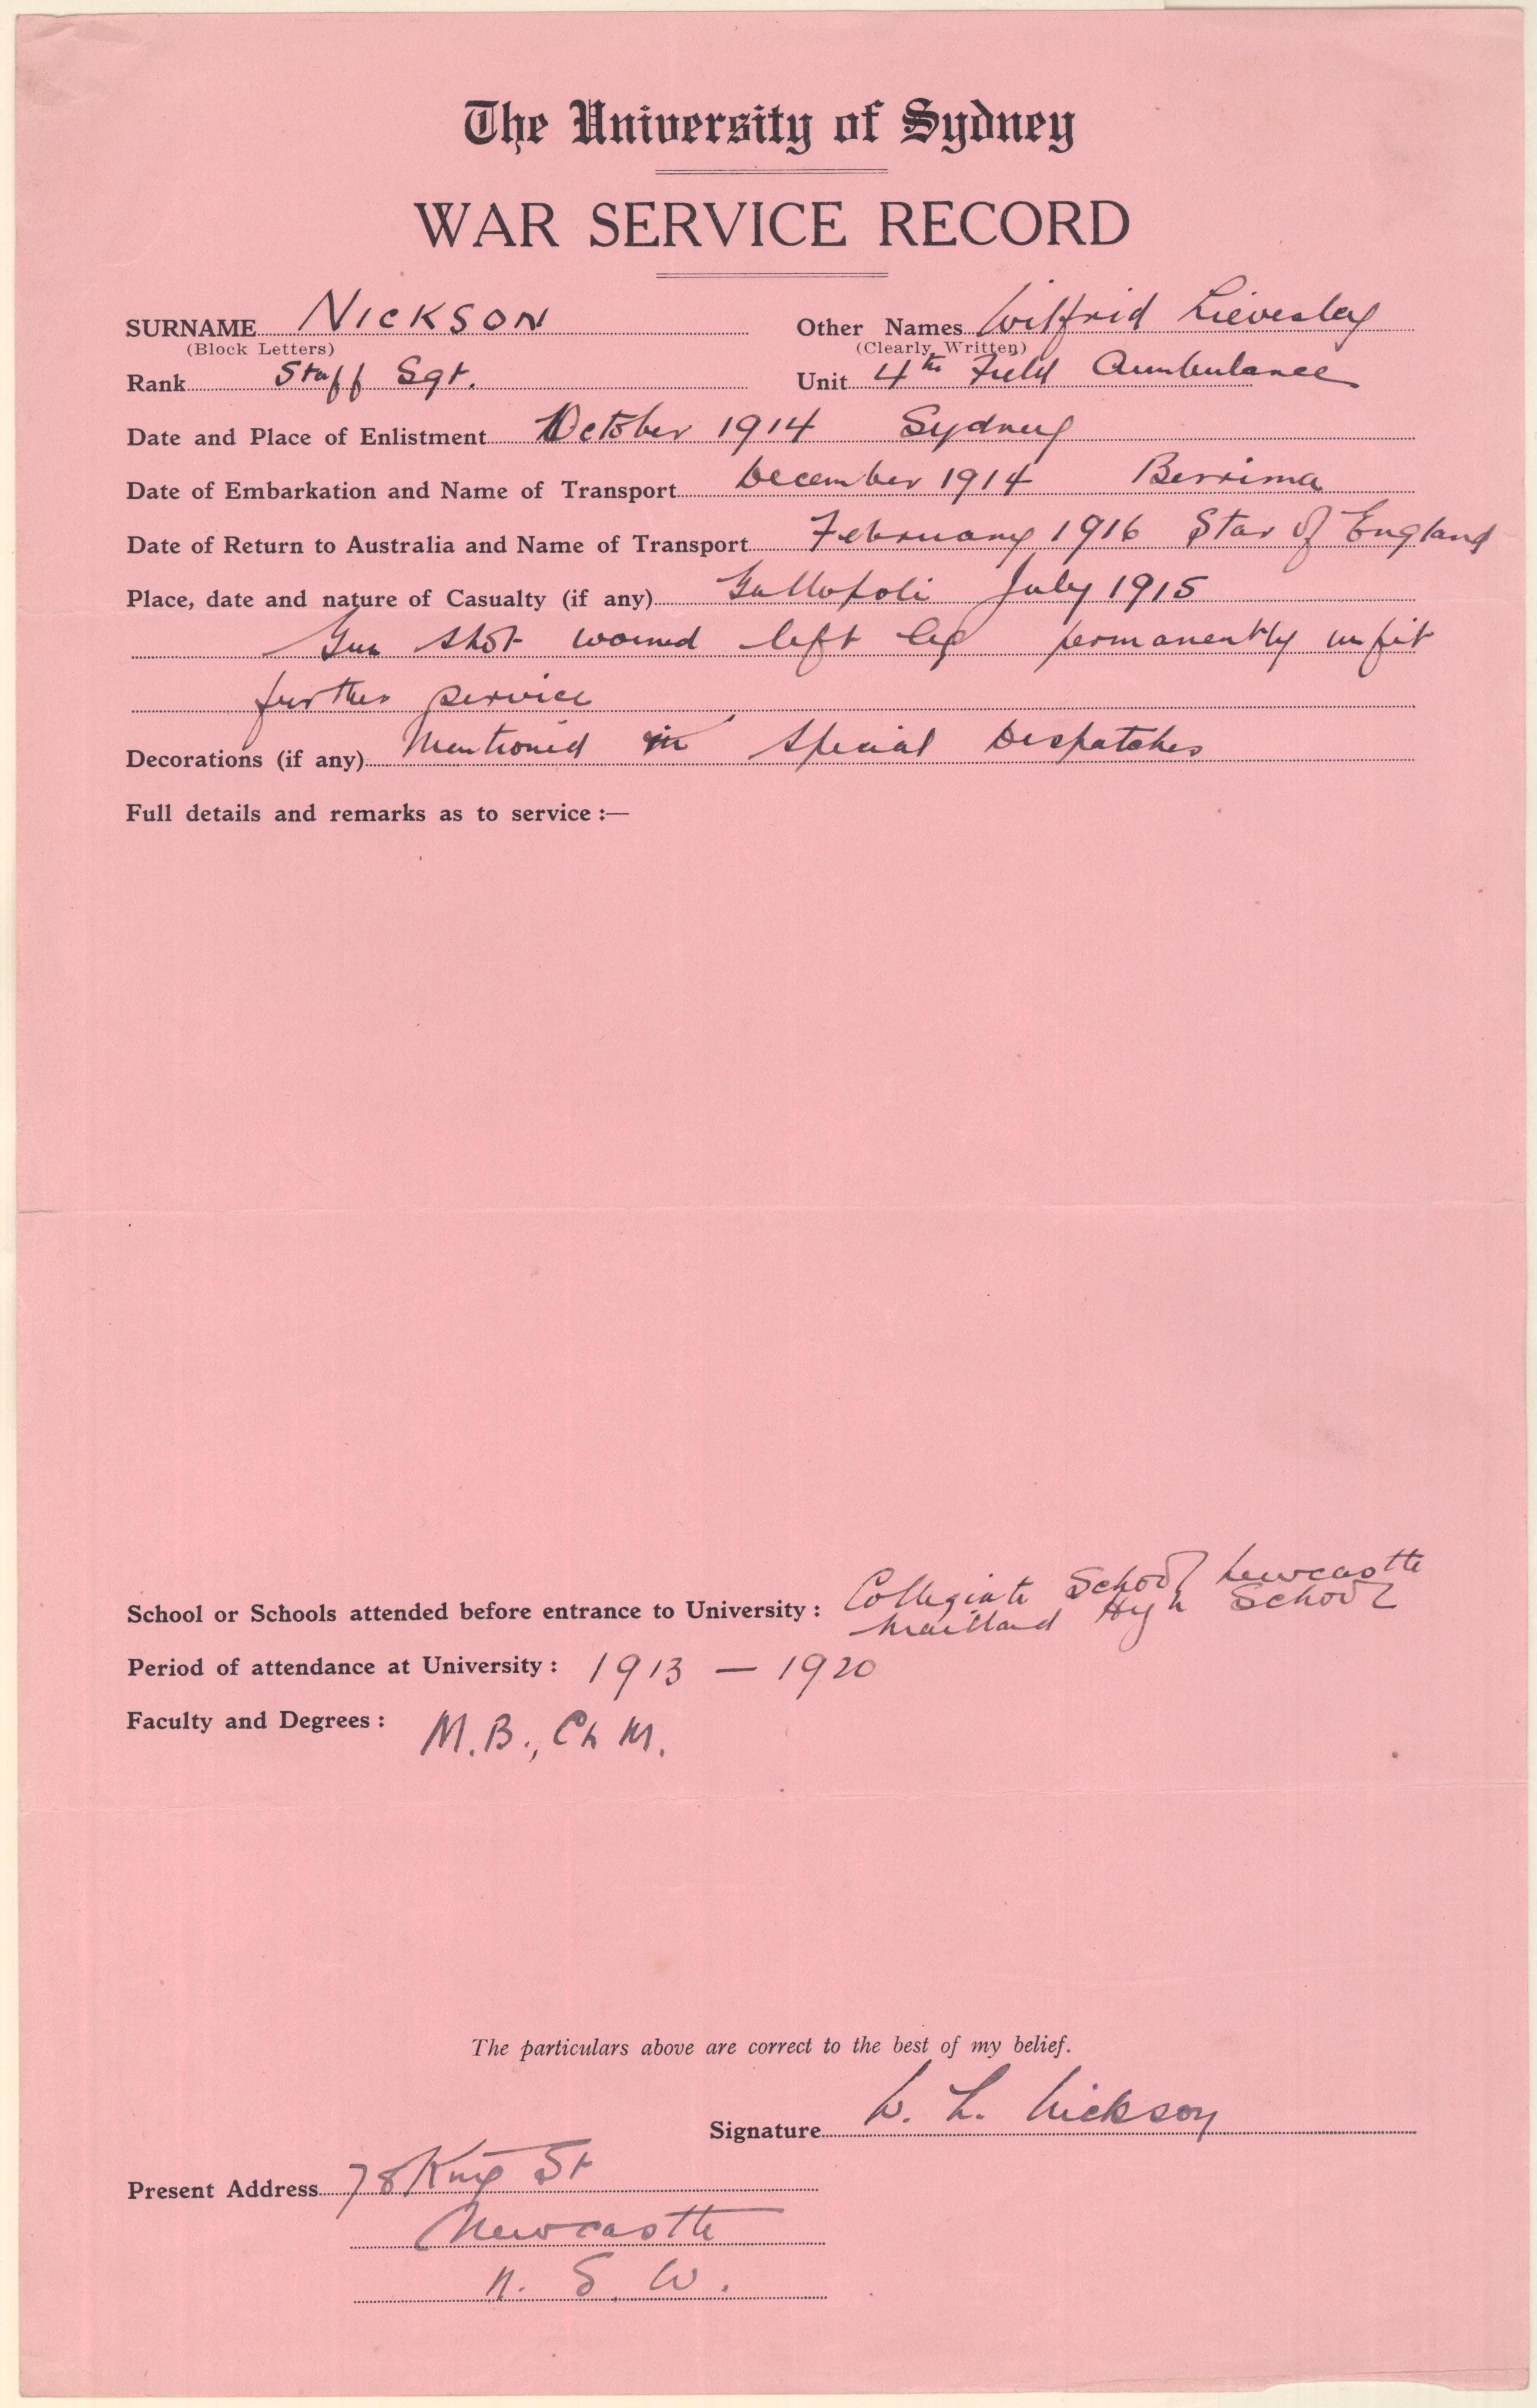 The University of Sydney
WAR SERVICE RECORD
SURNAME NICKSON Other Names Wilfrid Lievesley
(Block Letters) (Clearly Written)
Rank Staff Sgt. Unit 4th Field Ambulance
Date and Place of Enlistment October 1914 Sydney
Date of Embarkation and Name of Transport December 1914 Berrima
Date of Return to Australia and Name of Transport February 1916 Star of England
Place, date and nature of Casualty (if any) Gallopoli July 1915
Gun shot wound left leg permanently unfit
further service
Decorations (if any) Mentioned in Special Despatches
Full details and remarks as to service :—
School or Schools attended before entrance to University : Collegiate School Newcastle
Maitland High School
Period of attendance at University : 1913 — 1920
Faculty and Degrees : M.B., Ch M.
The particulars above are correct to the best of my belief.
Signature W. L. Nickson
Present Address 78 King St
Newcastle
N. S. W.